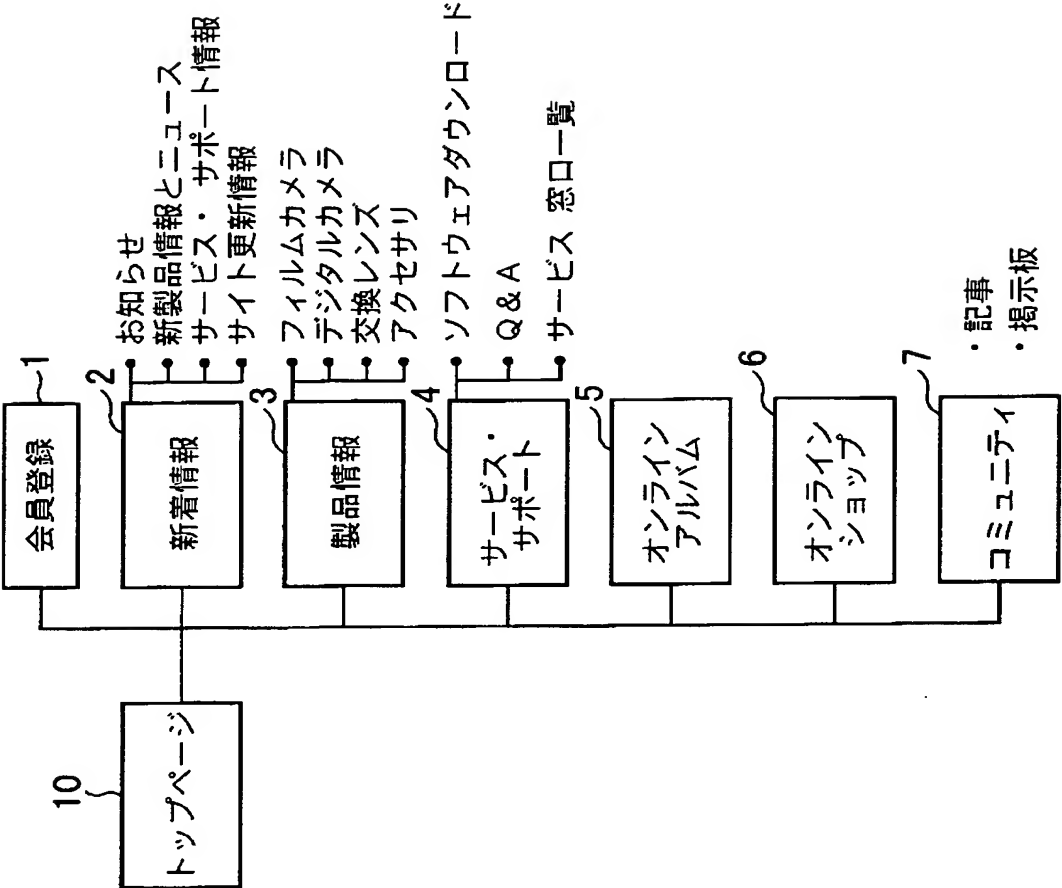 10
トップページ
1
会員登録
2
新着情報
お知らせ
新製品情報とニュース
サービス・サポート情報
サイト更新情報
3
製品情報
フィルムカメラ
デジタルカメラ
交換レンズ
アクセサリ
4
サービス・
サポート
ソフトウェアダウンロード
Q&A
サービス 窓口一覧
5
オンライン
アルバム
6
オンライン
ショップ
7
コミュニティ
・記事
・掲示板